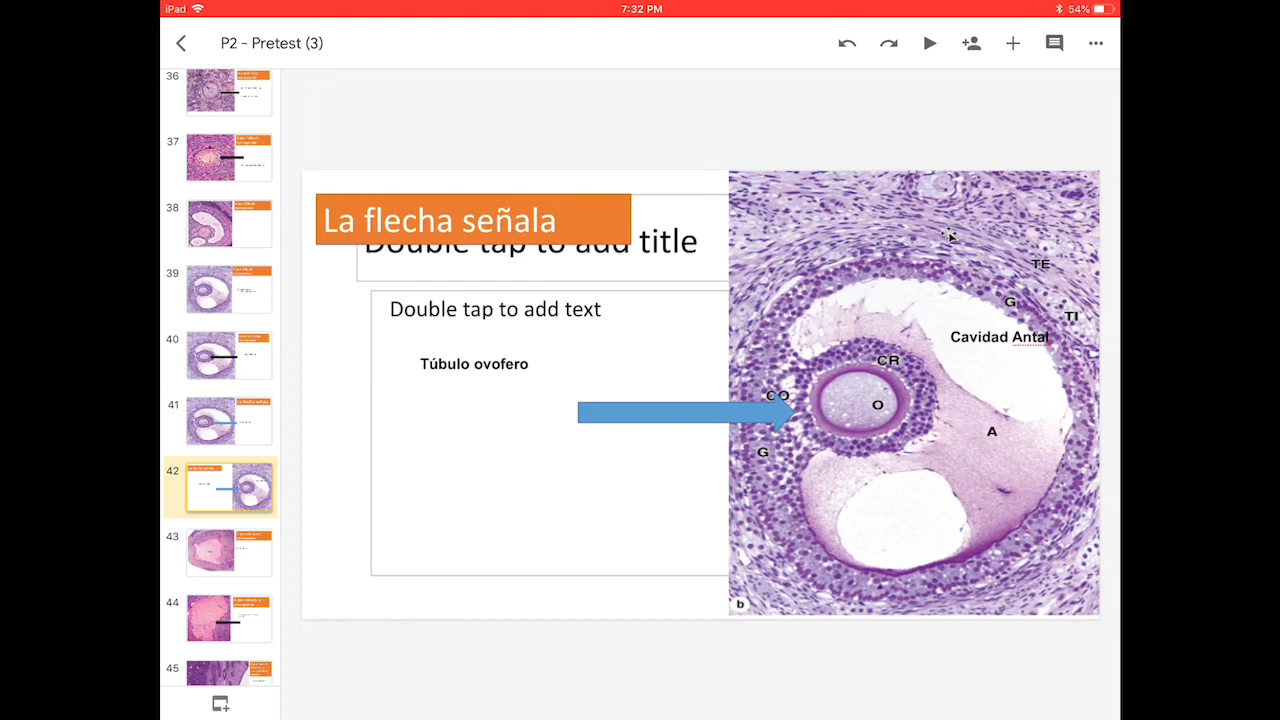 iPad
7:32 PM
54%
P2 - Pretest (3)
36
37
38
39
40
41
42
43
44
45
La flecha señala
Double tap to add title
Double tap to add text
Túbulo ovofero
TE
G
TI
Cavidad Antal
CR
CO
O
A
G
b